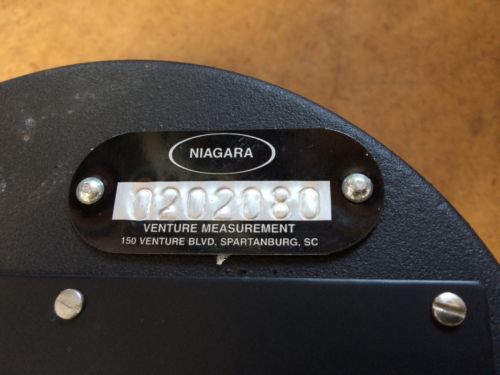 NIAGARA
0202080
VENTURE MEASUREMENT
150 VENTURE BLVD, SPARTANBURG, SC